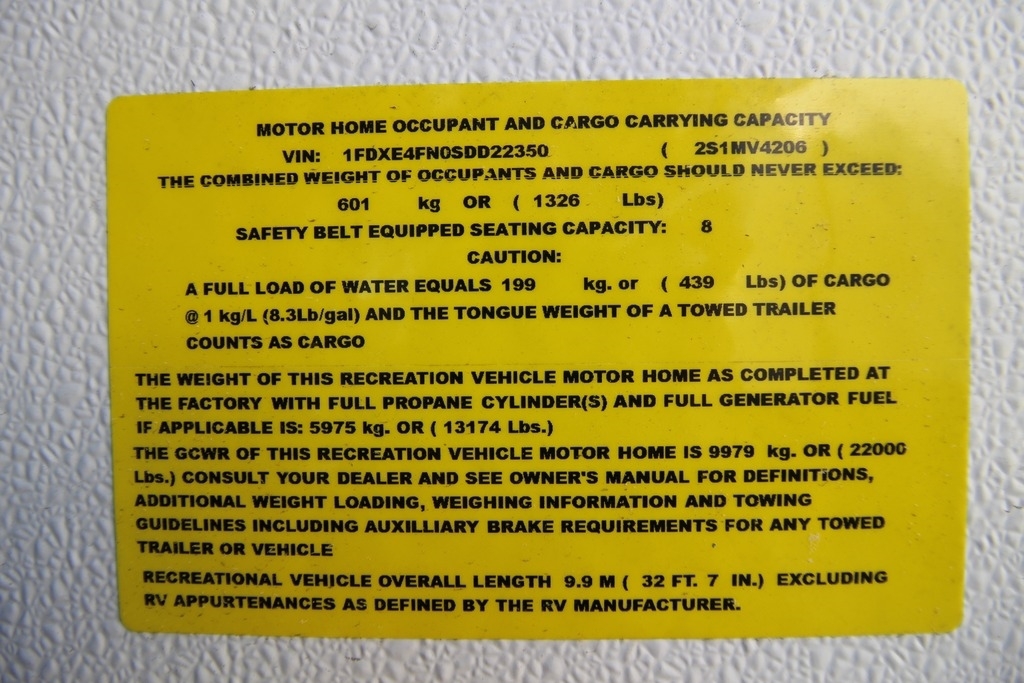 MOTOR HOME OCCUPANT AND CARGO CARRYING CAPACITY
VIN: 1FDXE4FN0SDD22350 ( 2S1MV4206 )
THE COMBINED WEIGHT OF OCCUPANTS AND CARGO SHOULD NEVER EXCEED:
601 kg OR ( 1326 Lbs)
SAFETY BELT EQUIPPED SEATING CAPACITY: 8
CAUTION:
A FULL LOAD OF WATER EQUALS 199 kg. or ( 439 Lbs) OF CARGO
@ 1 kg/L (8.3Lb/gal) AND THE TONGUE WEIGHT OF A TOWED TRAILER
COUNTS AS CARGO
THE WEIGHT OF THIS RECREATION VEHICLE MOTOR HOME AS COMPLETED AT
THE FACTORY WITH FULL PROPANE CYLINDER(S) AND FULL GENERATOR FUEL
IF APPLICABLE IS: 5975 kg. OR ( 13174 Lbs.)
THE GCWR OF THIS RECREATION VEHICLE MOTOR HOME IS 9979 kg. OR ( 22000
Lbs.) CONSULT YOUR DEALER AND SEE OWNER'S MANUAL FOR DEFINITIONS,
ADDITIONAL WEIGHT LOADING, WEIGHING INFORMATION AND TOWING
GUIDELINES INCLUDING AUXILLIARY BRAKE REQUIREMENTS FOR ANY TOWED
TRAILER OR VEHICLE
RECREATIONAL VEHICLE OVERALL LENGTH 9.9 M ( 32 FT. 7 IN.) EXCLUDING
RV APPURTENANCES AS DEFINED BY THE RV MANUFACTURER.